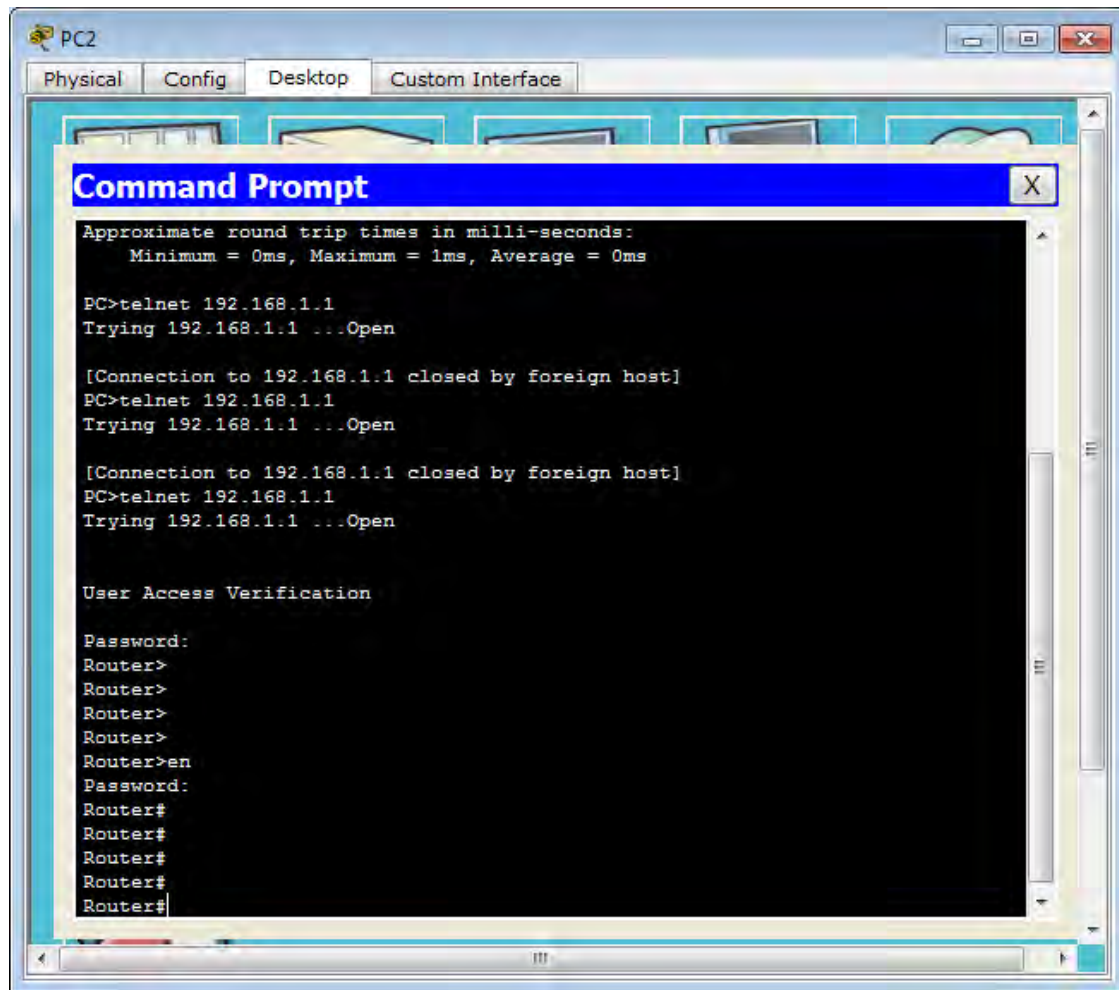 PC2
Physical Config Desktop Custom Interface
Command Prompt
X
Approximate round trip times in milli-seconds:
    Minimum = 0ms, Maximum = 1ms, Average = 0ms
PC>telnet 192.168.1.1
Trying 192.168.1.1 ...Open
[Connection to 192.168.1.1 closed by foreign host]
PC>telnet 192.168.1.1
Trying 192.168.1.1 ...Open
[Connection to 192.168.1.1 closed by foreign host]
PC>telnet 192.168.1.1
Trying 192.168.1.1 ...Open
User Access Verification
Password:
Router>
Router>
Router>
Router>
Router>en
Password:
Router#
Router#
Router#
Router#
Router#